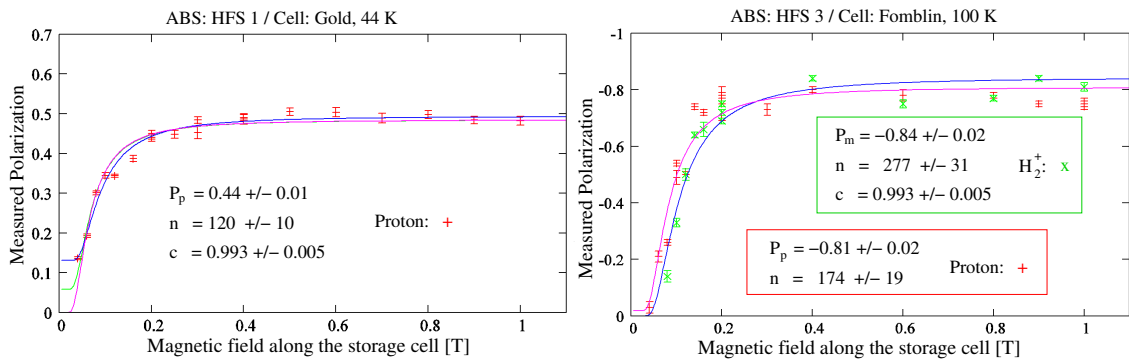 ABS: HFS 1 / Cell: Gold, 44 K
Measured Polarization
0.7
0.6
0.5
0.4
0.3
0.2
0.1
0
P_p = 0.44 +/− 0.01
n = 120 +/− 10
c = 0.993 +/− 0.005
Proton:
0 0.2 0.4 0.6 0.8 1
Magnetic field along the storage cell [T]
ABS: HFS 3 / Cell: Fomblin, 100 K
Measured Polarization
-1
-0.8
-0.6
-0.4
-0.2
0
P_m = −0.84 +/− 0.02
n = 277 +/− 31
c = 0.993 +/− 0.005
H_2^+: x
P_p = −0.81 +/− 0.02
n = 174 +/− 19
Proton: +
0 0.2 0.4 0.6 0.8 1
Magnetic field along the storage cell [T]